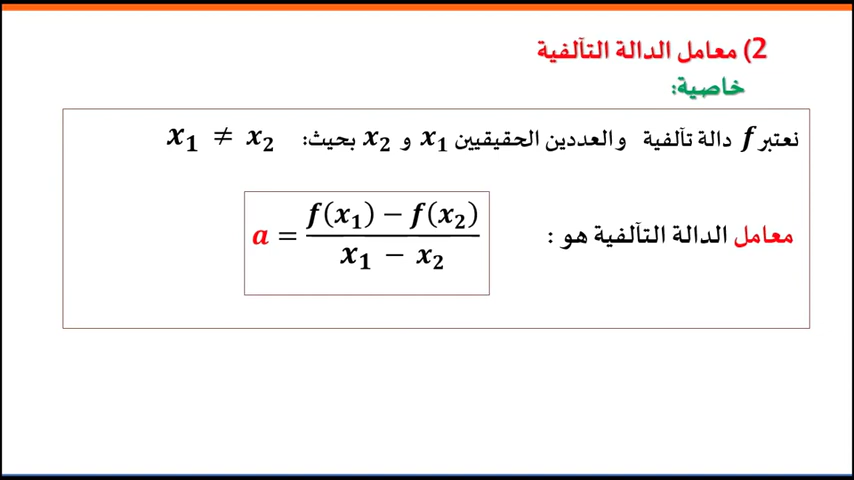 2) معامل الدالة التآلفية
خاصية:
نعتبر f دالة تآلفية والعددين الحقيقيين x₁ و x₂ بحيث: x₁ ≠ x₂
معامل الدالة التآلفية هو : a = (f(x₁) − f(x₂)) / (x₁ − x₂)